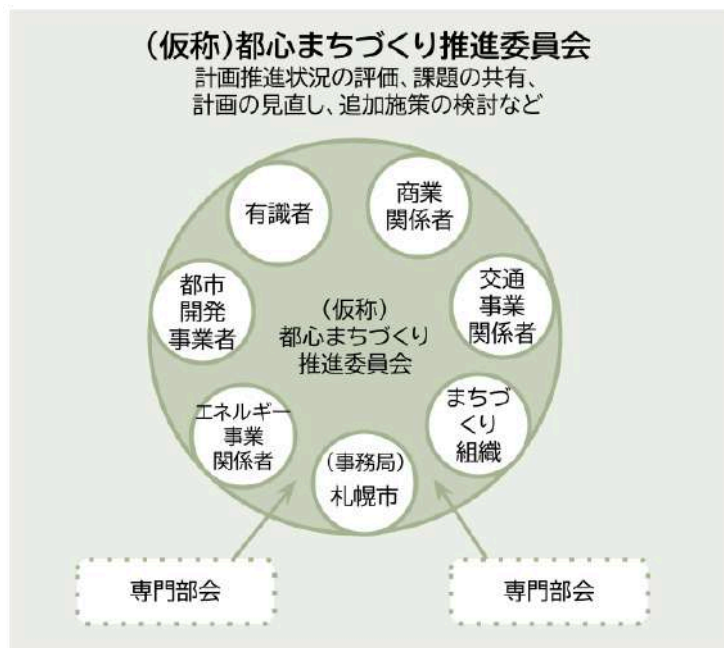 (仮称)都心まちづくり推進委員会
計画推進状況の評価、課題の共有、
計画の見直し、追加施策の検討など
有識者
商業
関係者
都市
開発
事業者
(仮称)
都心まちづくり
推進委員会
交通
事業
関係者
エネルギー
事業
関係者
(事務局)
札幌市
まちづ
くり
組織
専門部会
専門部会